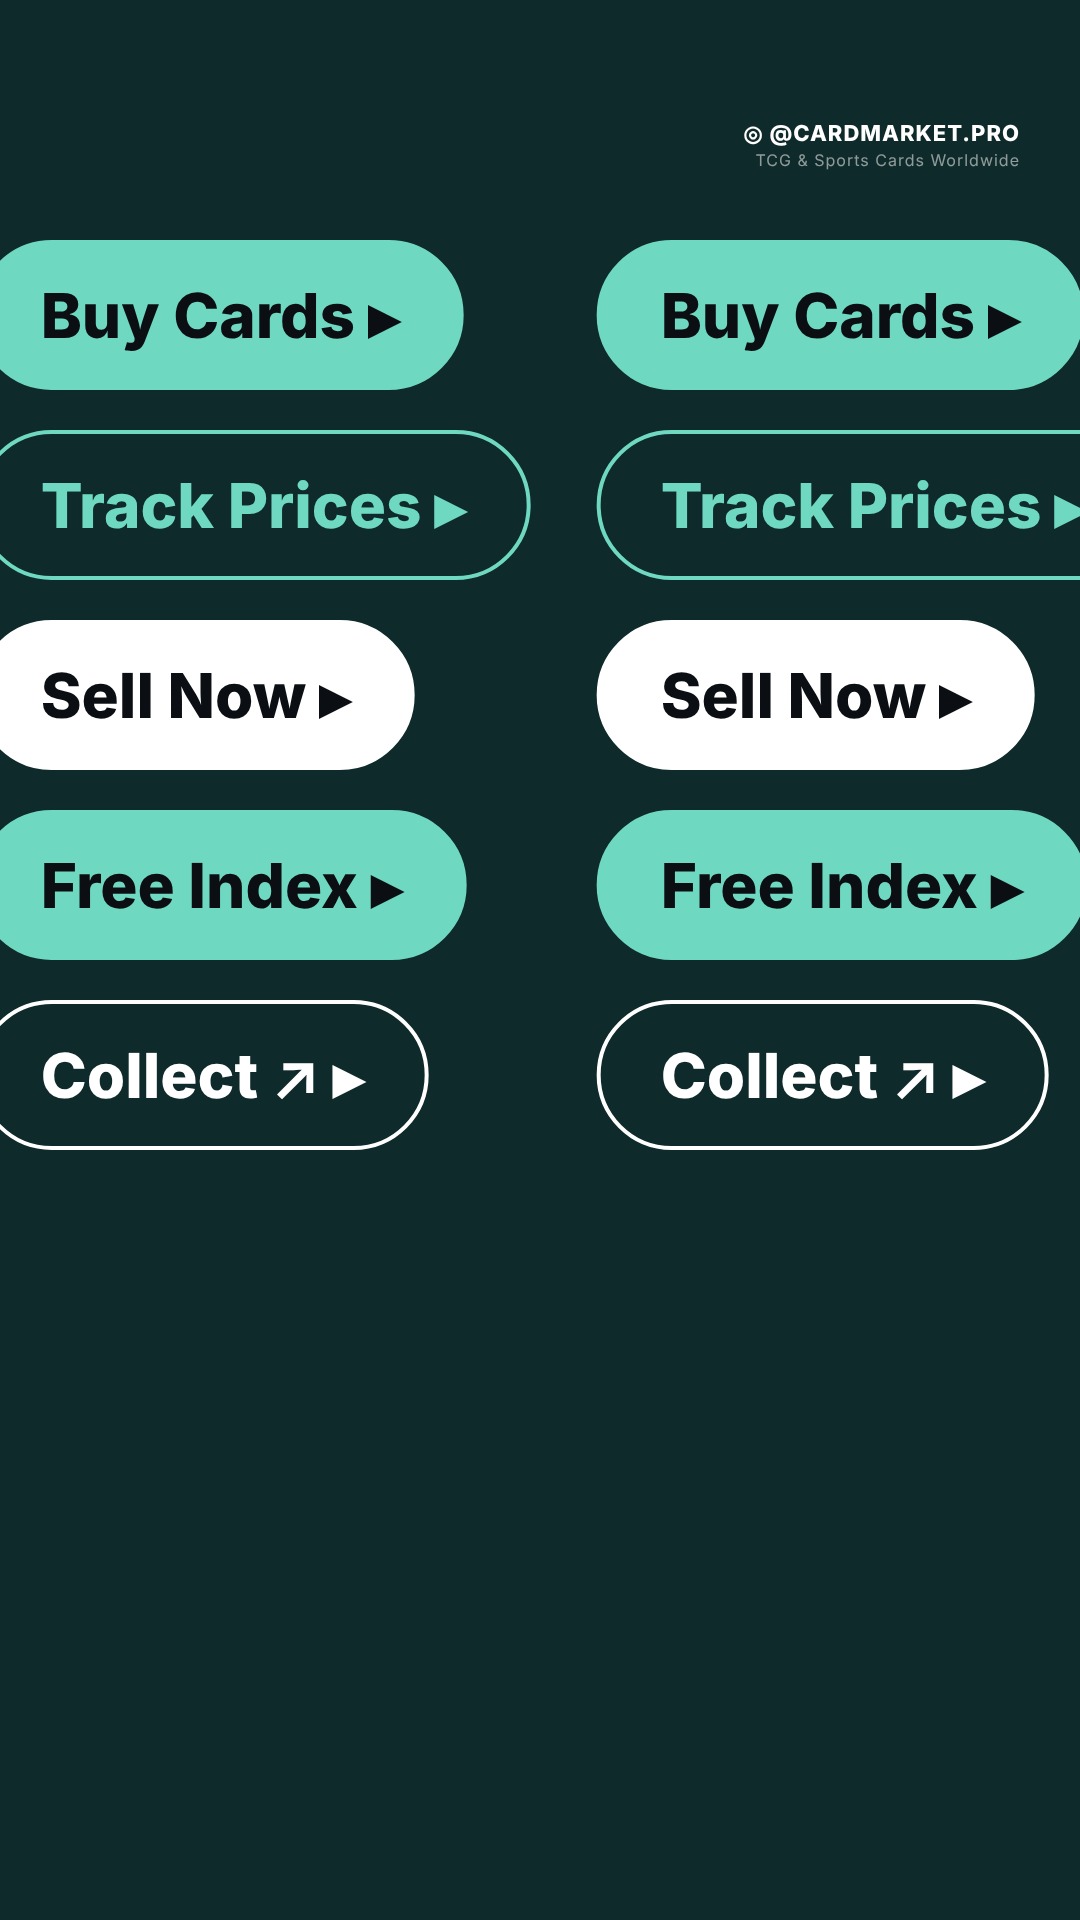 ◎ @CARDMARKET.PRO
TCG & Sports Cards Worldwide
Buy Cards ▸ Buy Cards ▸
Track Prices ▸ Track Prices ▸
Sell Now ▸ Sell Now ▸
Free Index ▸ Free Index ▸
Collect ↗ ▸ Collect ↗ ▸